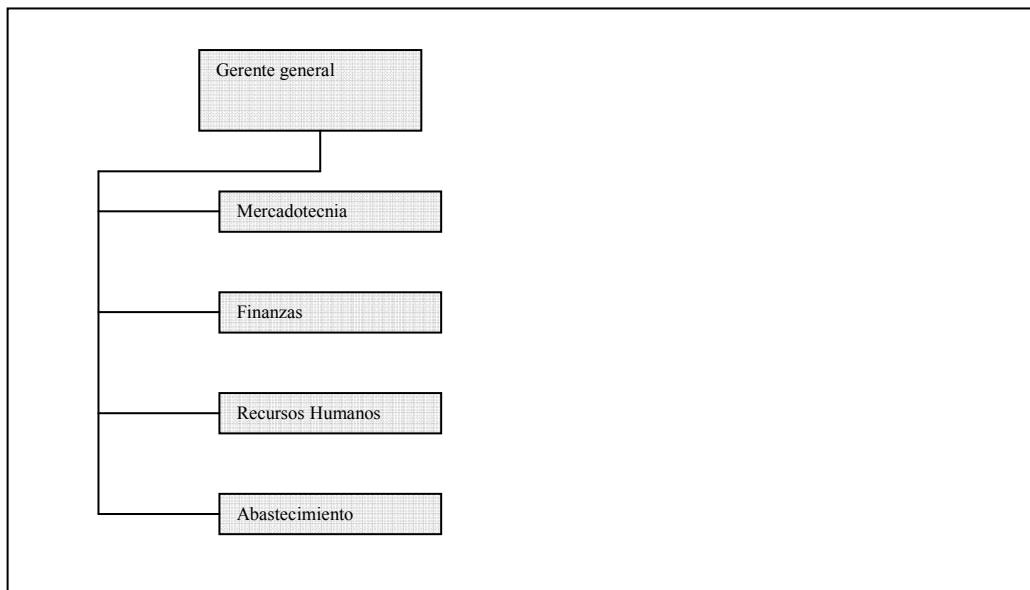 Gerente general
Mercadotecnia
Finanzas
Recursos Humanos
Abastecimiento